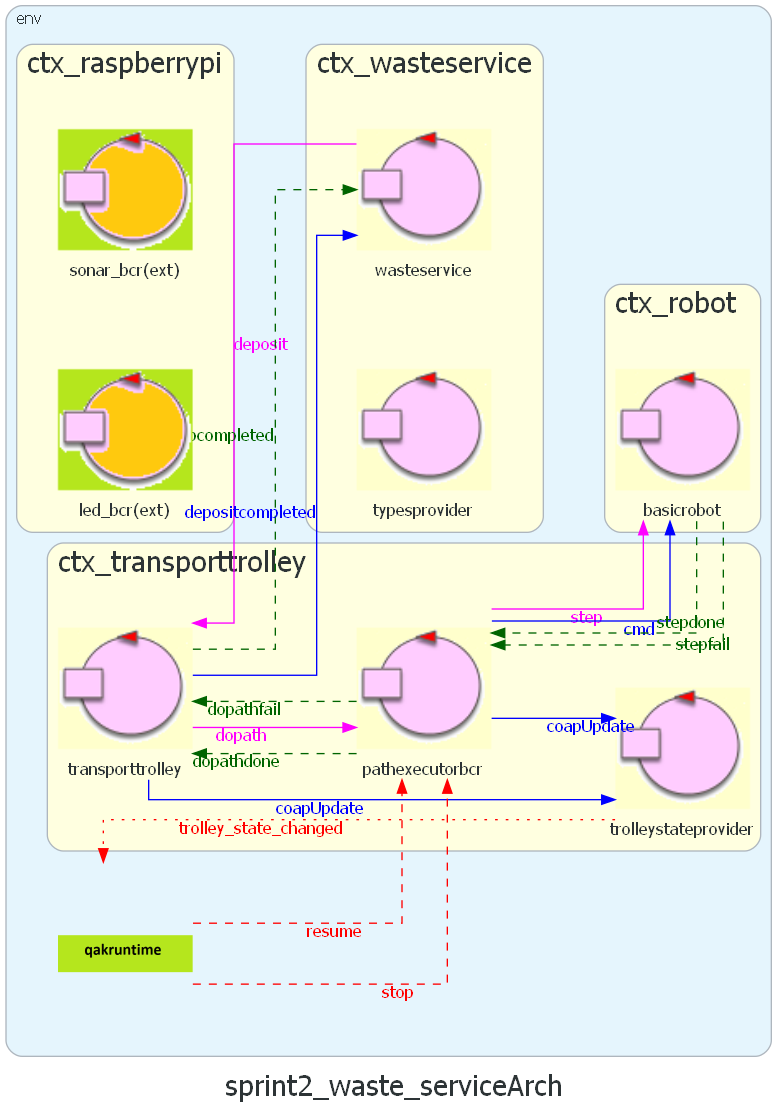 env
ctx_raspberrypi
ctx_wasteservice
sonar_bcr(ext)
wasteservice
ctx_robot
deposit
pcompleted
led_bcr(ext)
typesprovider
basicrobot
depositcompleted
ctx_transporttrolley
step
stepdone
cmd
stepfail
dopathfail
coapUpdate
dopath
dopathdone
transporttrolley
pathexecutorbcr
coapUpdate
trolley_state_changed
trolleystateprovider
resume
qakruntime
stop
sprint2_waste_serviceArch